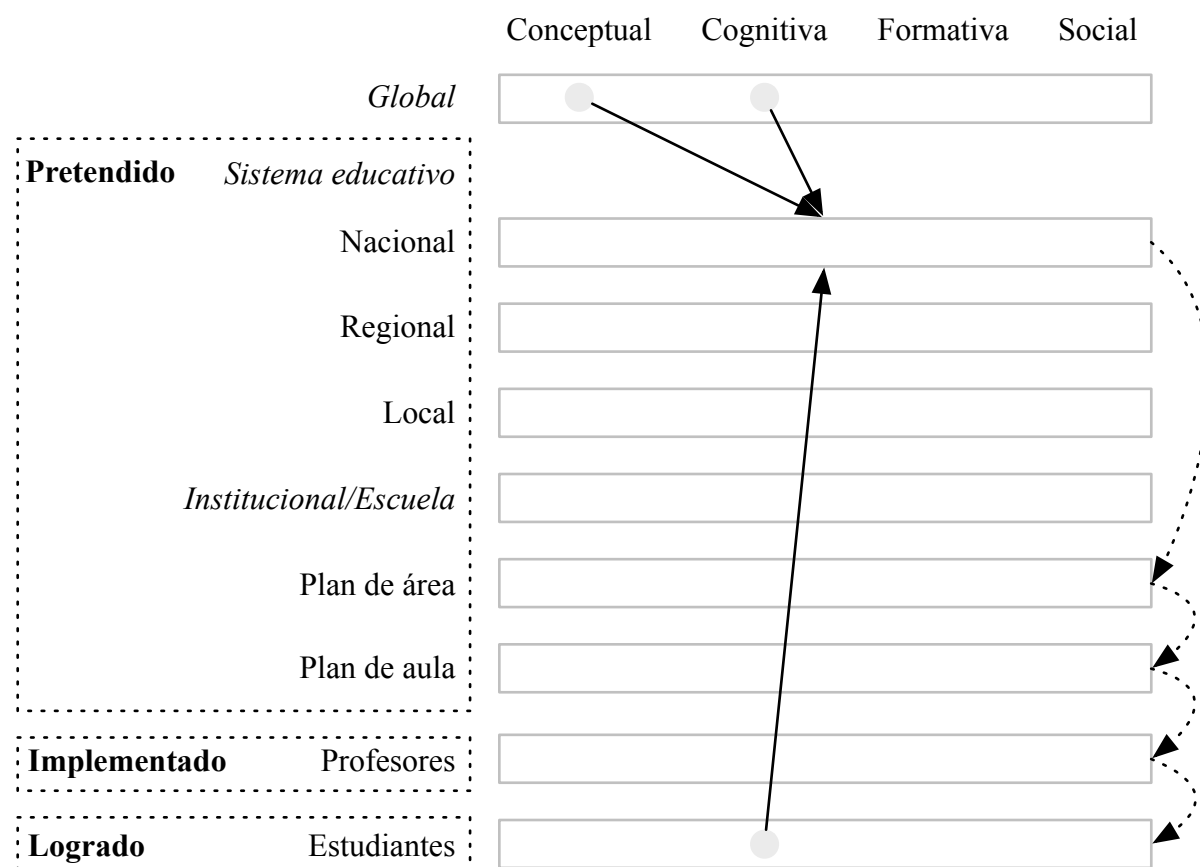 Conceptual Cognitiva Formativa Social
Global
Pretendido Sistema educativo
Nacional
Regional
Local
Institucional/Escuela
Plan de área
Plan de aula
Implementado Profesores
Logrado Estudiantes